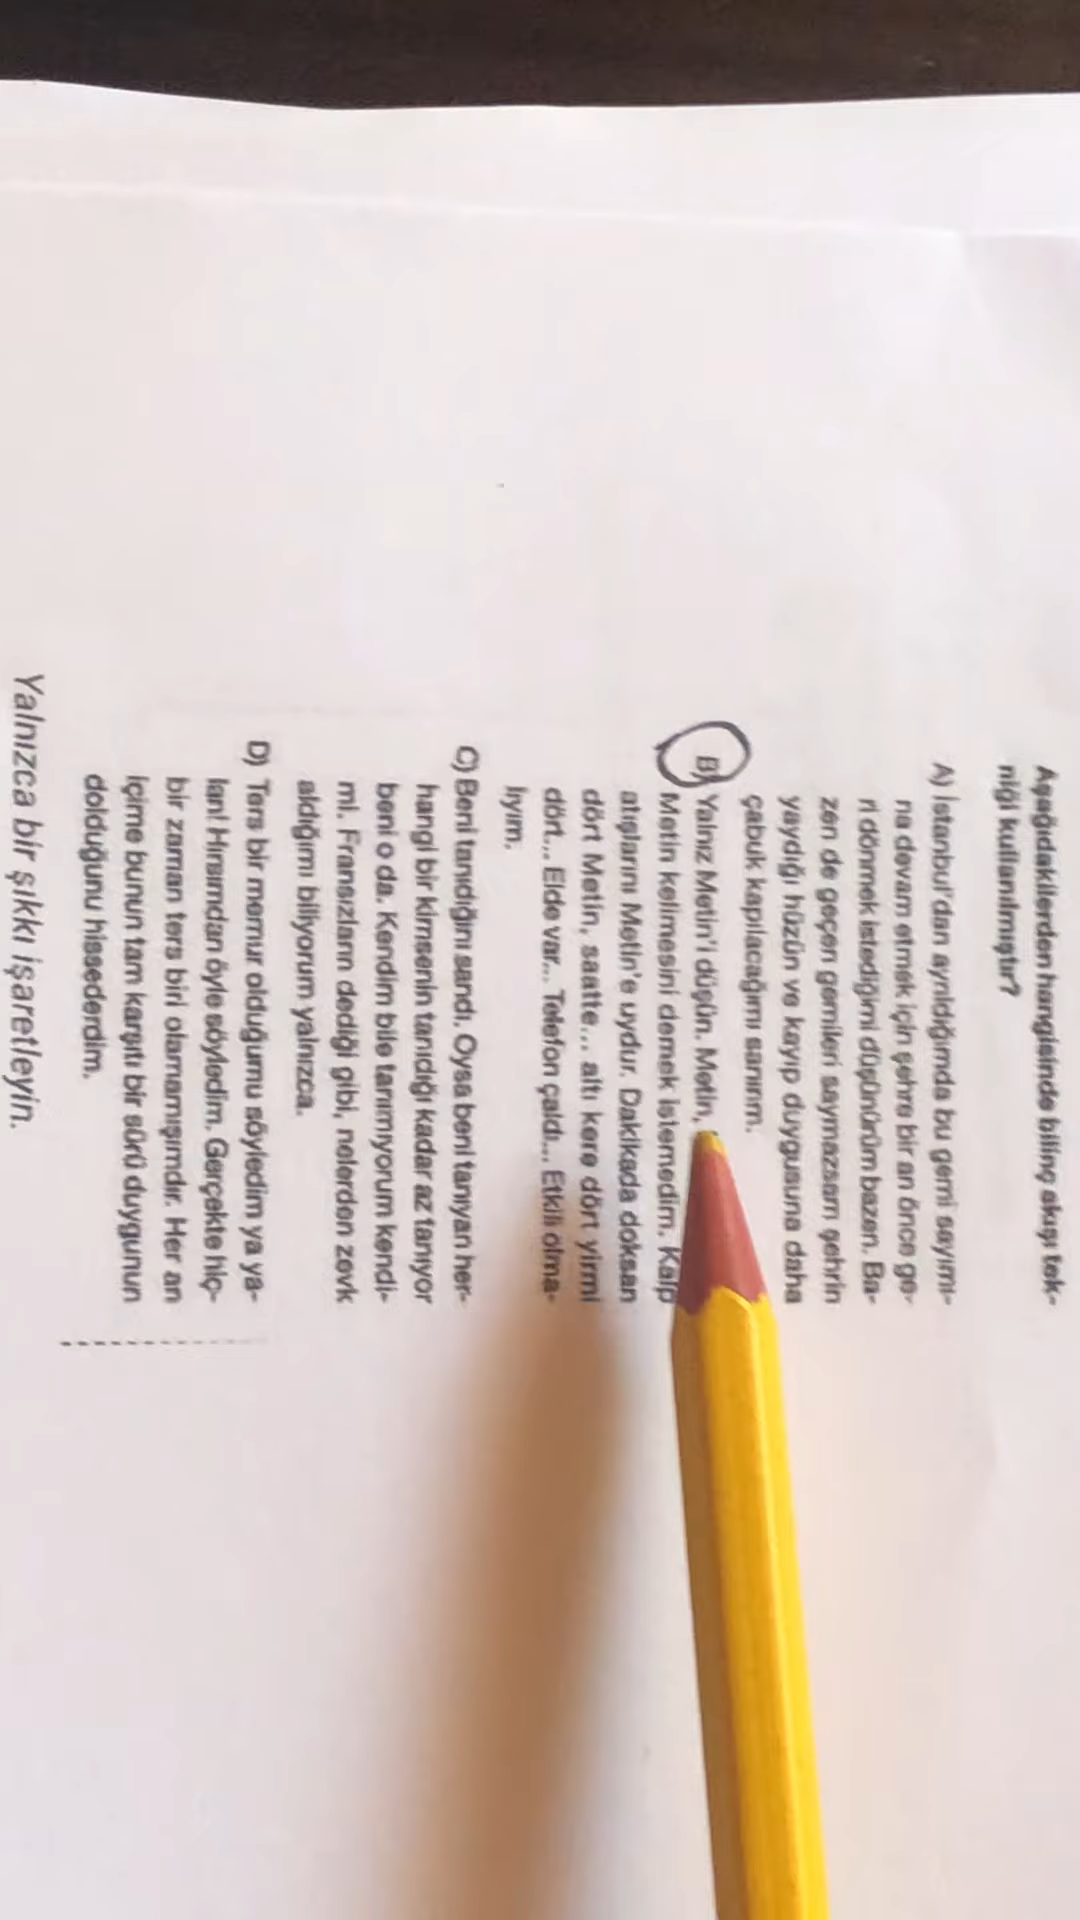 Aşağıdakilerden hangisinde bilinç akışı tek-
niği kullanılmıştır?
A) İstanbul'dan ayrıldığımda bu gemi sayımı-
na devam etmek için şehre bir an önce ge-
ri dönmek istediğimi düşünürüm bazen. Ba-
zen de geçen gemileri saymazsam şehrin
yaydığı hüzün ve kayıp duygusuna daha
çabuk kapılacağımı sanırım.
B) Yalnız Metin'i düşün. Metin,
Metin kelimesini demek istemedim. Kalp
atışlarını Metin'e uydur. Dakikada doksan
dört Metin, saatte... altı kere dört yirmi
dört... Elde var... Telefon çaldı... Etkili olma-
lıyım.
C) Beni tanıdığını sandı. Oysa beni tanıyan her-
hangi bir kimsenin tanıdığı kadar az tanıyor
beni o da. Kendim bile tanımıyorum kendi-
mi. Fransızların dediği gibi, nelerden zevk
aldığımı biliyorum yalnızca.
D) Ters bir memur olduğumu söyledim ya ya-
lan! Hırsımdan öyle söyledim. Gerçekte hiç-
bir zaman ters biri olamamışımdır. Her an
içime bunun tam karşıtı bir sürü duygunun
dolduğunu hissederdim.
Yalnızca bir şıkkı işaretleyin.